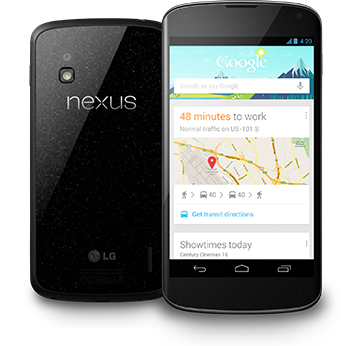 nexus
LG
4:20
Google
Search, or say Google
48 minutes to work
Normal traffic on US-101 S
40
40
Get transit directions
Showtimes today
Century Cinemas 16